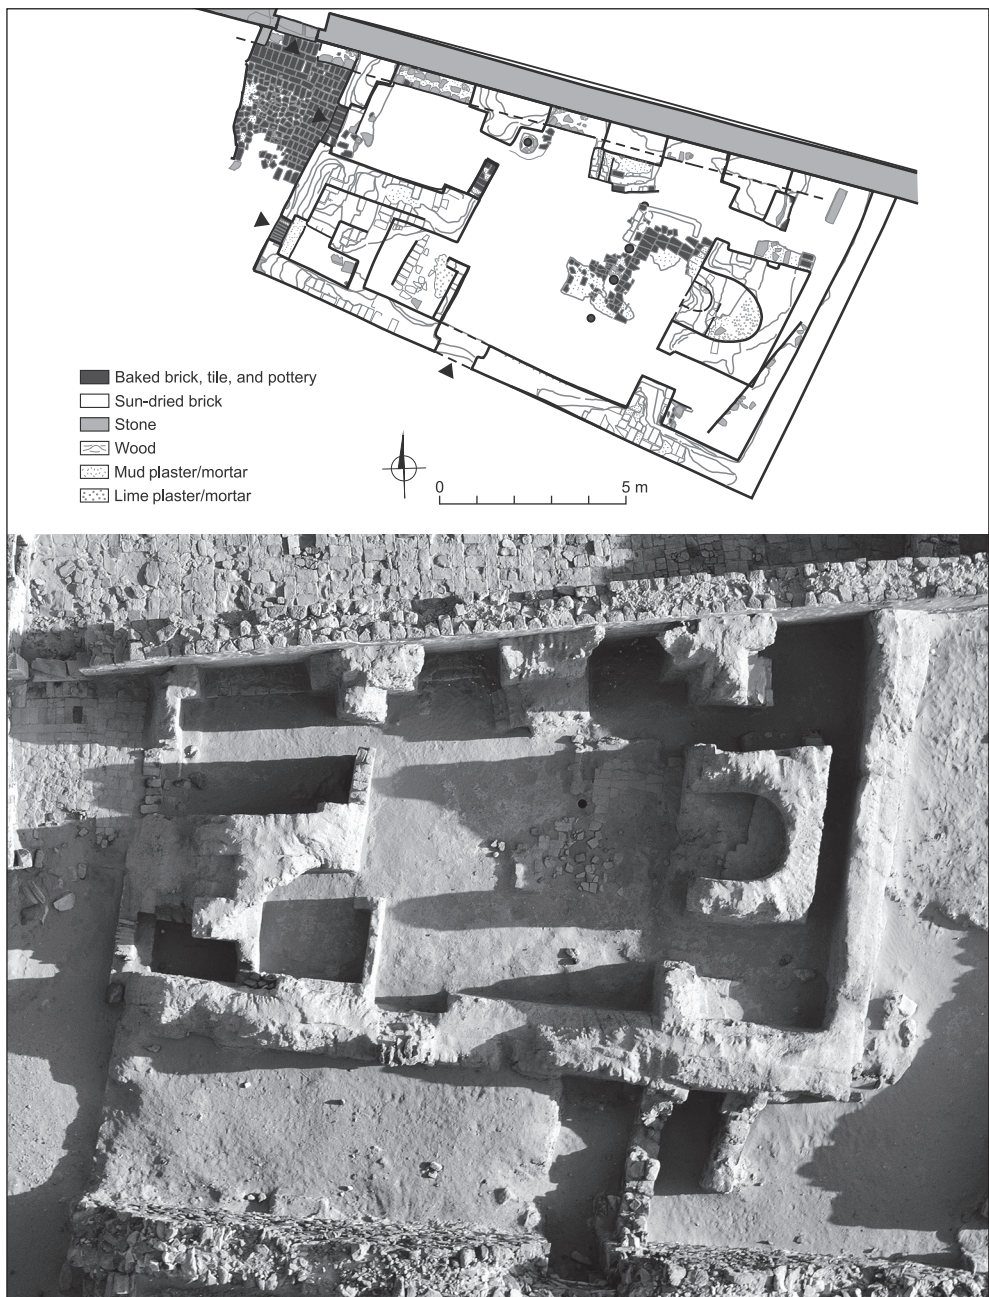 Baked brick, tile, and pottery
Sun-dried brick
Stone
Wood
Mud plaster/mortar
Lime plaster/mortar
0 5 m